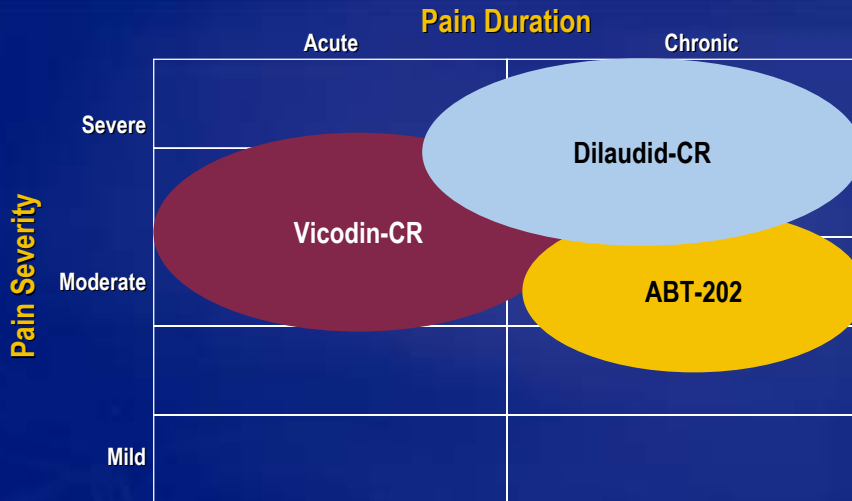 Pain Duration
Acute
Chronic
Pain Severity
Severe
Dilaudid-CR
Vicodin-CR
Moderate
ABT-202
Mild